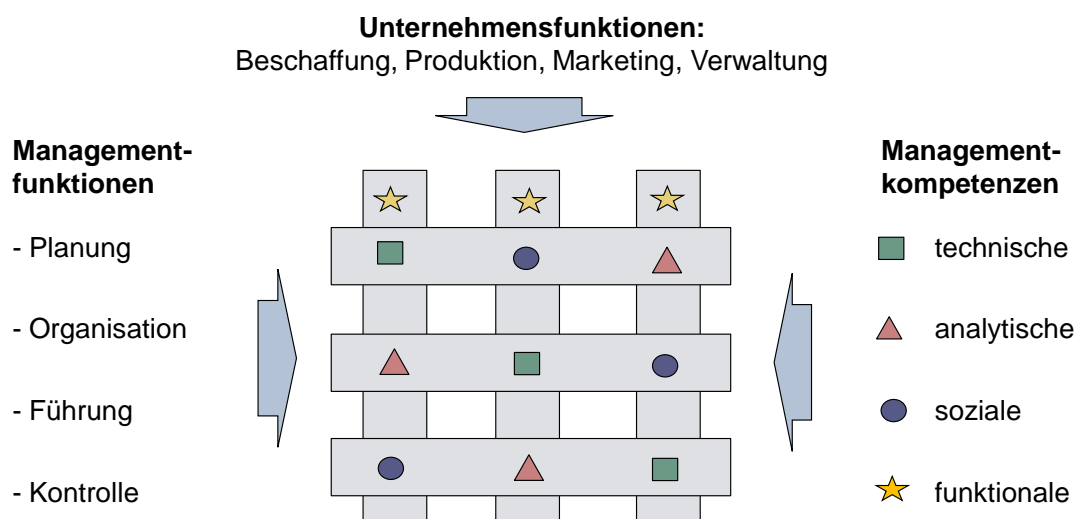 Unternehmensfunktionen:
Beschaffung, Produktion, Marketing, Verwaltung
Management-
funktionen
- Planung
- Organisation
- Führung
- Kontrolle
Management-
kompetenzen
technische
analytische
soziale
funktionale